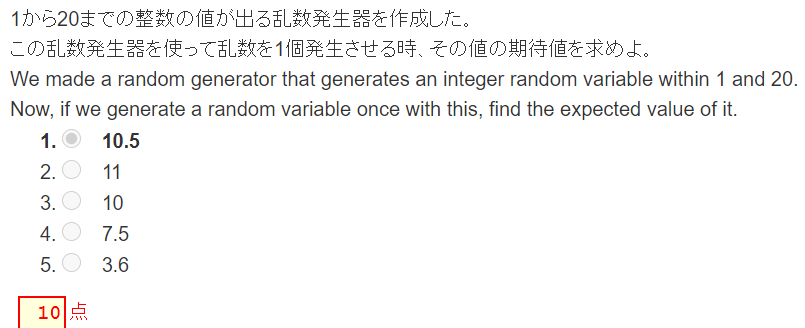 1から20までの整数の値が出る乱数発生器を作成した。
この乱数発生器を使って乱数を1個発生させる時、その値の期待値を求めよ。
We made a random generator that generates an integer random variable within 1 and 20.
Now, if we generate a random variable once with this, find the expected value of it.
1. 10.5
2. 11
3. 10
4. 7.5
5. 3.6
10 点